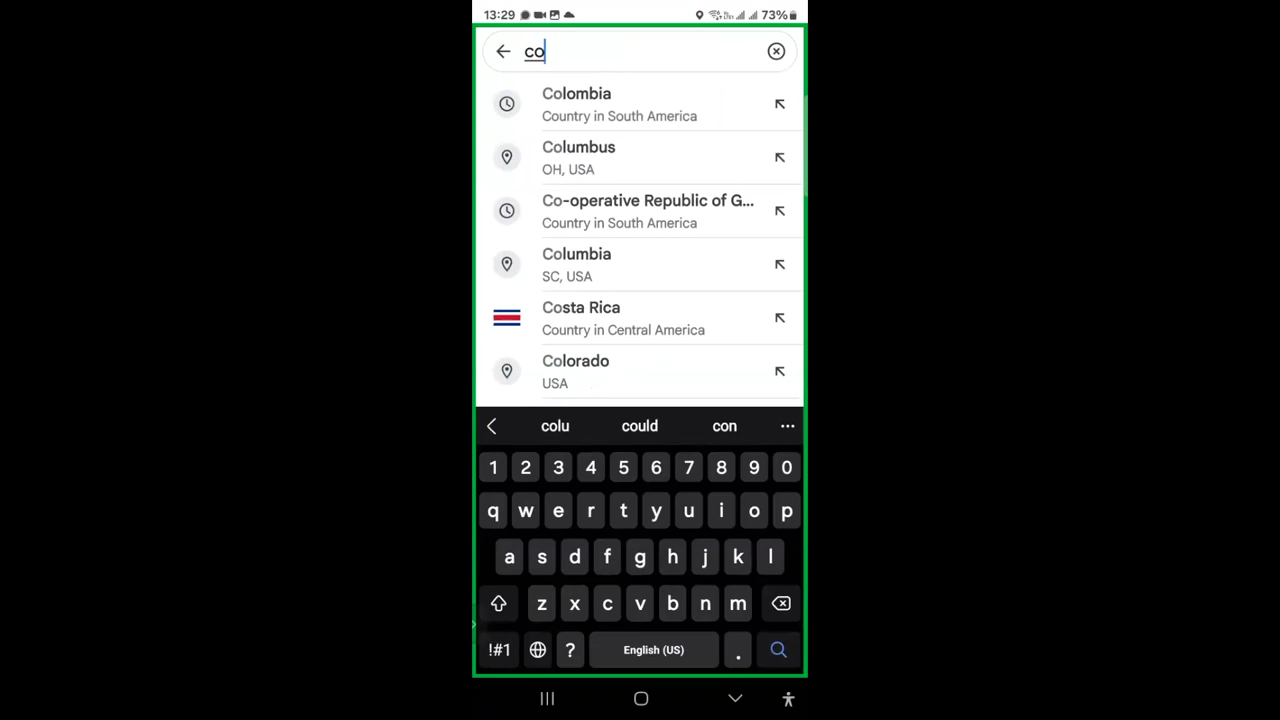 13:29 73%
co
Colombia
Country in South America
Columbus
OH, USA
Co-operative Republic of G...
Country in South America
Columbia
SC, USA
Costa Rica
Country in Central America
Colorado
USA
colu could con ...
1 2 3 4 5 6 7 8 9 0
q w e r t y u i o p
a s d f g h j k l
z x c v b n m
!#1 ? English (US) .